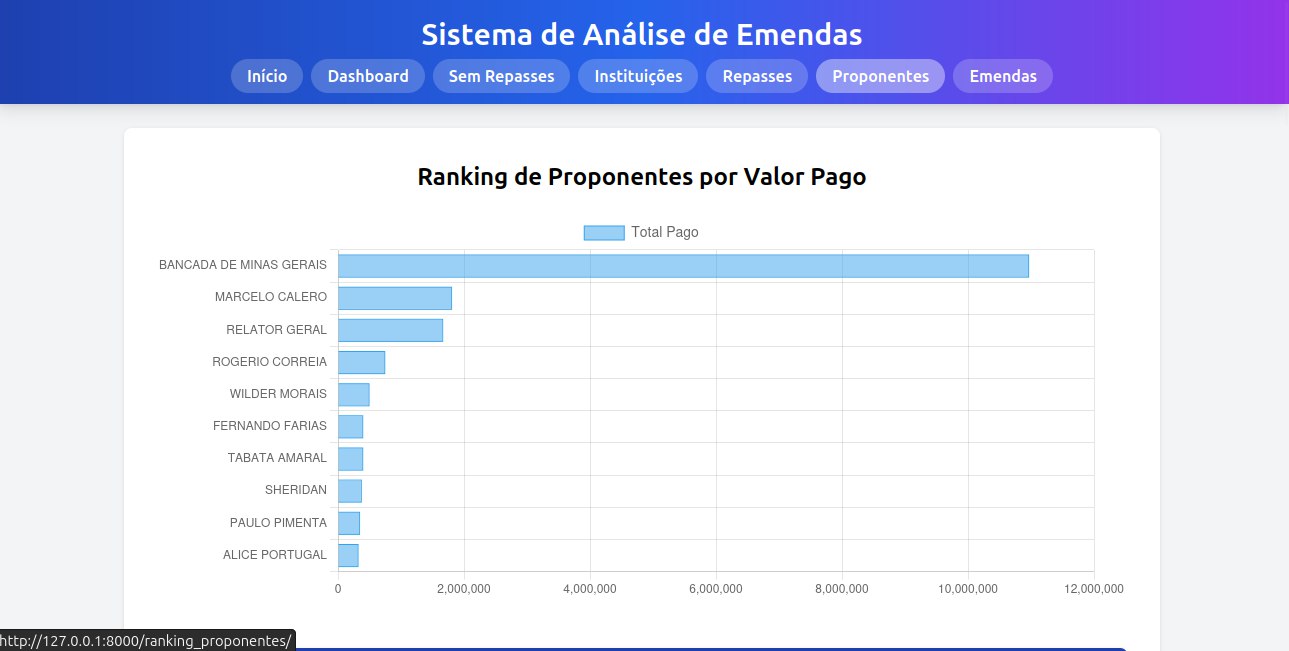 Sistema de Análise de Emendas
Início Dashboard Sem Repasses Instituições Repasses Proponentes Emendas
Ranking de Proponentes por Valor Pago
Total Pago
BANCADA DE MINAS GERAIS
MARCELO CALERO
RELATOR GERAL
ROGERIO CORREIA
WILDER MORAIS
FERNANDO FARIAS
TABATA AMARAL
SHERIDAN
PAULO PIMENTA
ALICE PORTUGAL
0 2,000,000 4,000,000 6,000,000 8,000,000 10,000,000 12,000,000
http://127.0.0.1:8000/ranking_proponentes/